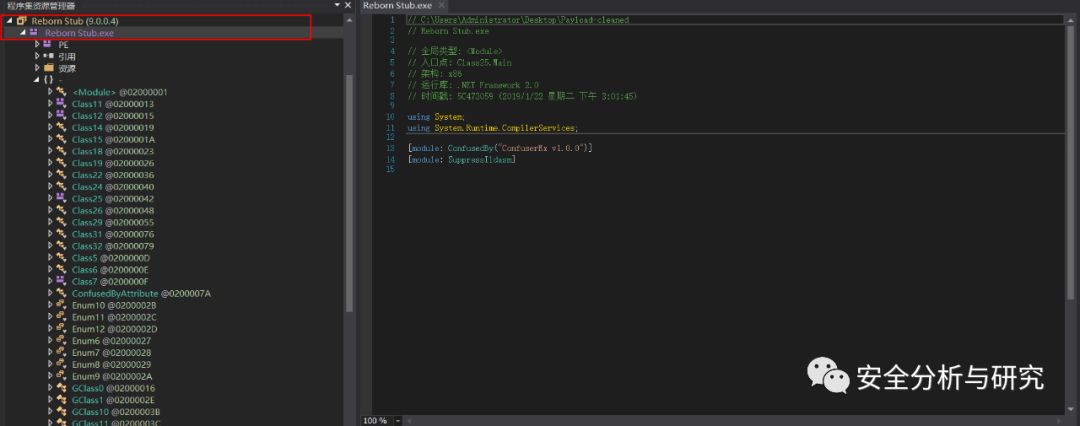 程序集资源管理器
Reborn Stub (9.0.0.4)
Reborn Stub.exe
PE
引用
资源
{ } -
<Module> @02000001
Class11 @02000013
Class12 @02000015
Class14 @02000019
Class15 @0200001A
Class18 @02000023
Class19 @02000026
Class22 @02000036
Class24 @02000040
Class25 @02000042
Class26 @02000048
Class29 @02000055
Class31 @02000076
Class32 @02000079
Class5 @0200000D
Class6 @0200000E
Class7 @0200000F
ConfusedByAttribute @0200007A
Enum10 @0200002B
Enum11 @0200002C
Enum12 @0200002D
Enum6 @02000027
Enum7 @02000028
Enum8 @02000029
Enum9 @0200002A
GClass0 @02000016
GClass1 @0200002E
GClass10 @0200003B
GClass11 @0200003C
Reborn Stub.exe
1 // C:\Users\Administrator\Desktop\Payload-cleaned
2 // Reborn Stub.exe
3
4 // 全局类型: <Module>
5 // 入口点: Class25.Main
6 // 架构: x86
7 // 运行库: .NET Framework 2.0
8 // 时间戳: 5C473059 (2019/1/22 星期二 下午 3:01:45)
9
10 using System;
11 using System.Runtime.CompilerServices;
12
13 [module: ConfusedBy("ConfuserEx v1.0.0")]
14 [module: SuppressIldasm]
15
100 %
安全分析与研究